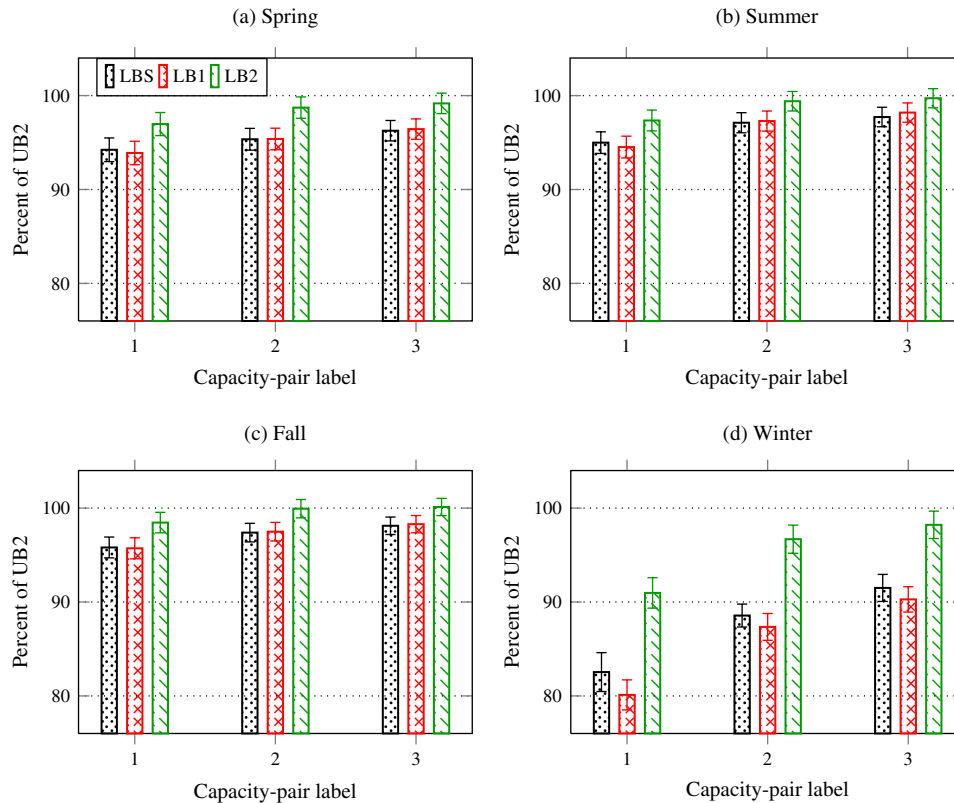 (a) Spring
100
90
80
Percent of UB2
LBS LB1 LB2
1 2 3
Capacity-pair label
(b) Summer
100
90
80
Percent of UB2
1 2 3
Capacity-pair label
(c) Fall
100
90
80
Percent of UB2
1 2 3
Capacity-pair label
(d) Winter
100
90
80
Percent of UB2
1 2 3
Capacity-pair label